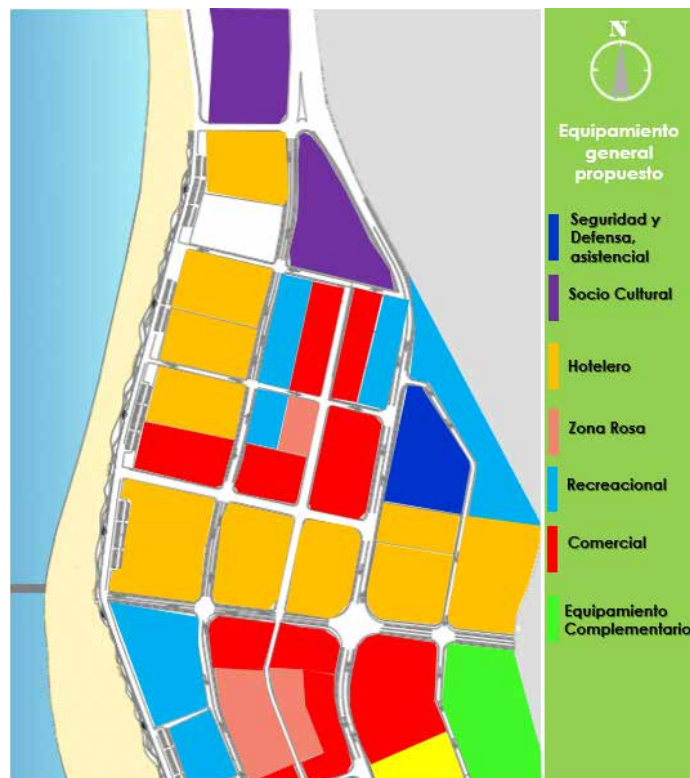 N
Equipamiento
general
propuesto
Seguridad y
Defensa,
asistencial
Socio Cultural
Hotelero
Zona Rosa
Recreacional
Comercial
Equipamiento
Complementario